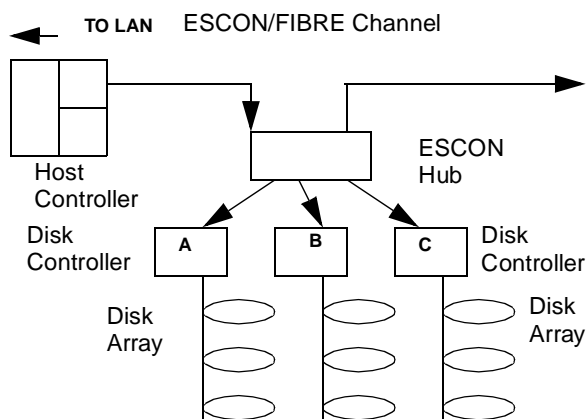 TO LAN ESCON/FIBRE Channel
Host
Controller
ESCON
Hub
Disk
Controller
A
B
C
Disk
Controller
Disk
Array
Disk
Array